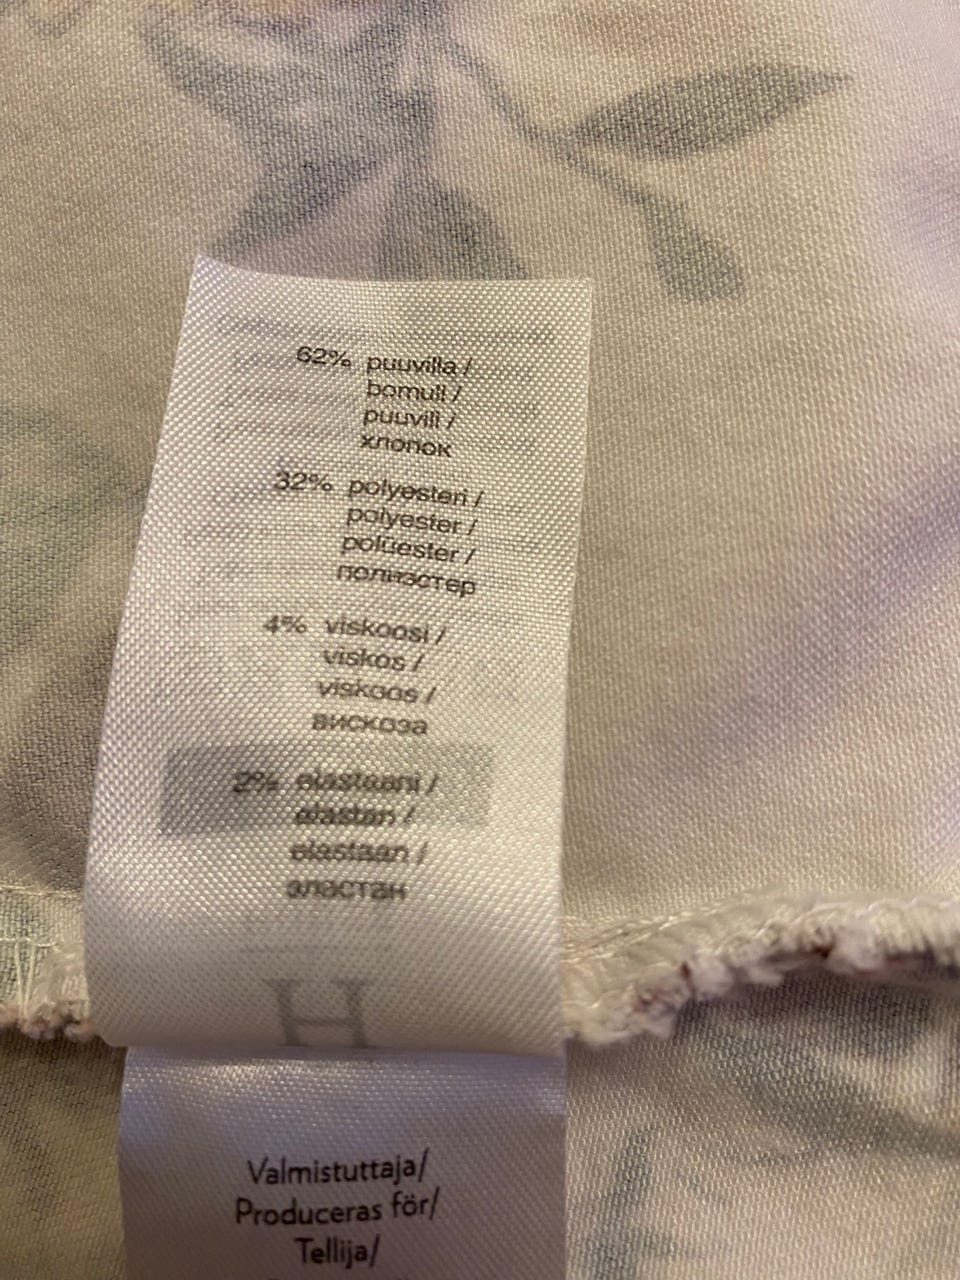 62% puuvilla /
bomull /
puuvill /
хлопок
32% polyesteri /
polyester /
polüester /
полиэстер
4% viskoosi /
viskos /
viskoos /
вискоза
2% elastaani /
elastan /
elastaan /
эластан
H
Valmistuttaja/
Produceras för/
Tellija/